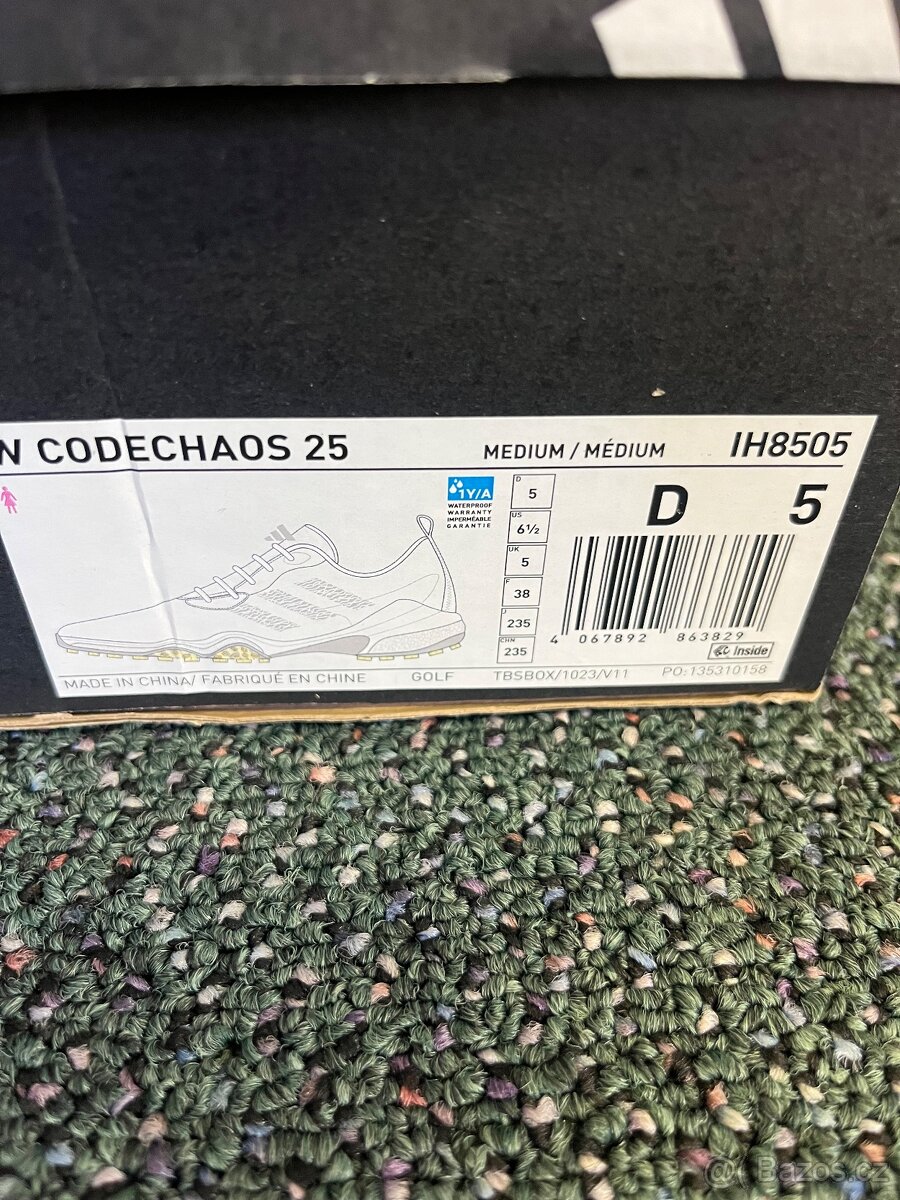 N CODECHAOS 25 MEDIUM / MÉDIUM IH8505
1Y/A
WATERPROOF
WARRANTY
IMPERMÉABLE
GARANTIE
D 5
US 6½
UK 5
F 38
J 235
CHN 235
D 5
4 067892 863829
Inside
MADE IN CHINA/ FABRIQUÉ EN CHINE GOLF TBSBOX/1023/V11 PO:135310158
Bazos.cz